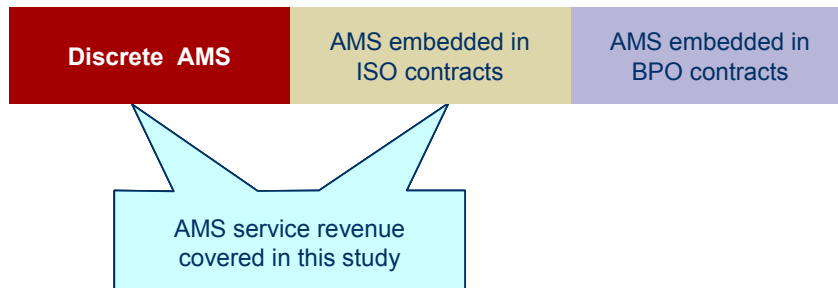 Discrete AMS
AMS embedded in
ISO contracts
AMS embedded in
BPO contracts
AMS service revenue
covered in this study